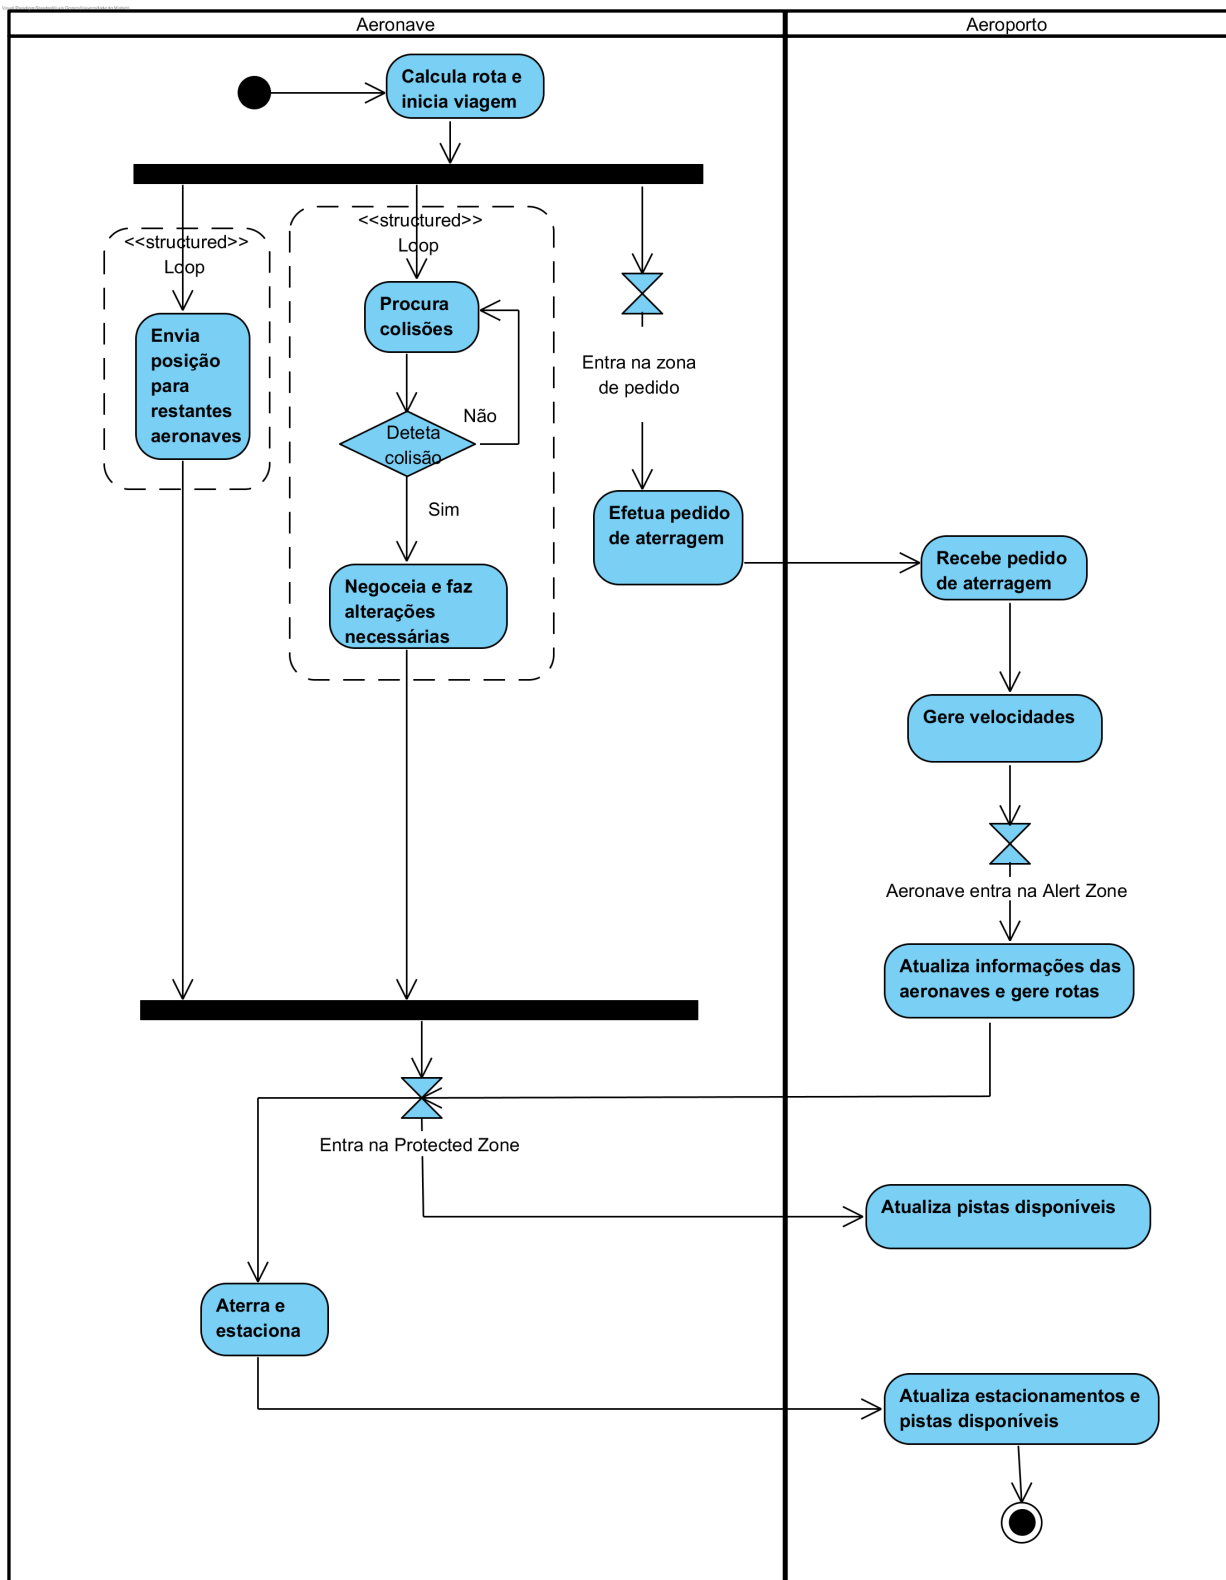 Aeronave
Aeroporto
Calcula rota e
inicia viagem
<<structured>>
Loop
<<structured>>
Loop
Envia
posição
para
restantes
aeronaves
Procura
colisões
Não
Deteta
colisão
Sim
Negoceia e faz
alterações
necessárias
Entra na zona
de pedido
Efetua pedido
de aterragem
Recebe pedido
de aterragem
Gere velocidades
Aeronave entra na Alert Zone
Atualiza informações das
aeronaves e gere rotas
Entra na Protected Zone
Atualiza pistas disponíveis
Aterra e
estaciona
Atualiza estacionamentos e
pistas disponíveis